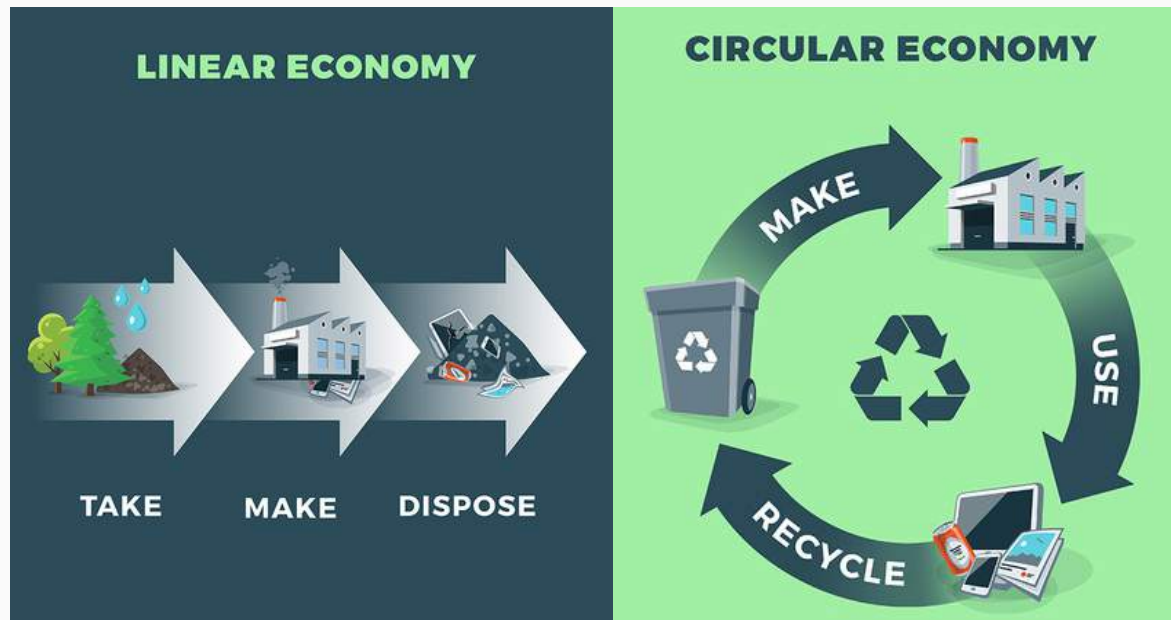 LINEAR ECONOMY
TAKE
MAKE
DISPOSE
CIRCULAR ECONOMY
MAKE
USE
RECYCLE